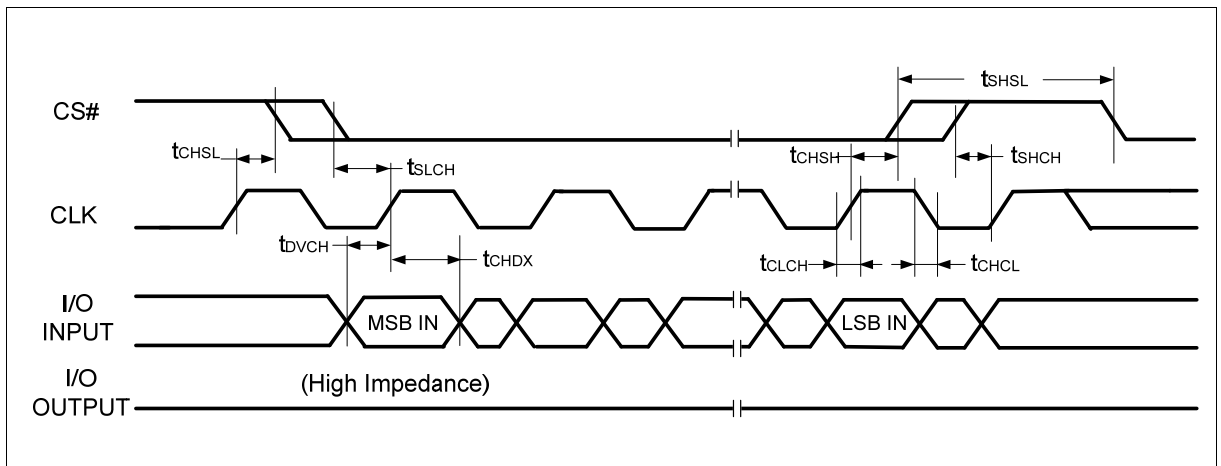 tSHSL
CS#
tCHSL
tSLCH
tCHSH
tSHCH
CLK
tDVCH
tCHDX
tCLCH
tCHCL
I/O
INPUT
MSB IN
LSB IN
I/O
OUTPUT
(High Impedance)